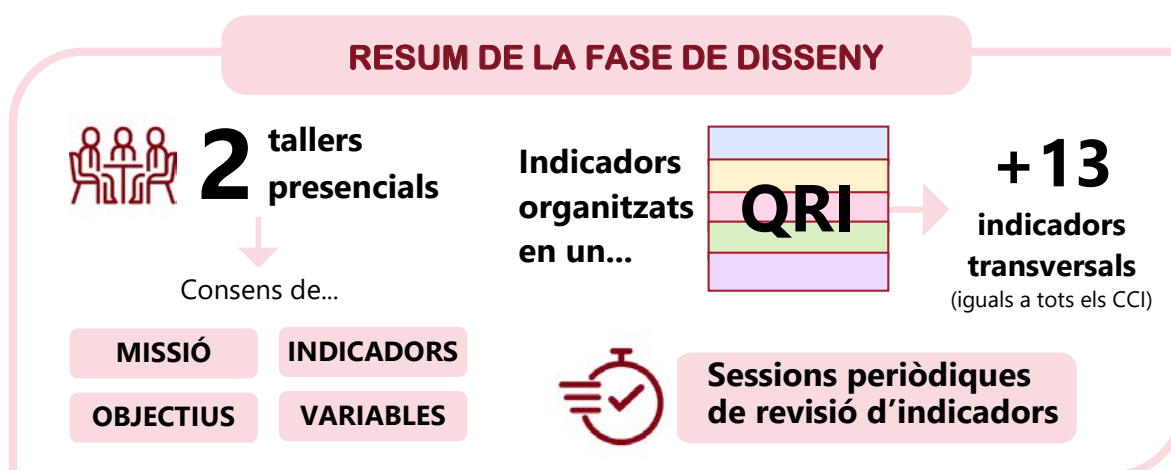 RESUM DE LA FASE DE DISSENY
2
tallers
presencials
Consens de...
MISSIÓ
INDICADORS
OBJECTIUS
VARIABLES
Indicadors
organitzats
en un...
QRI
+13
indicadors
transversals
(iguals a tots els CCI)
Sessions periòdiques
de revisió d’indicadors